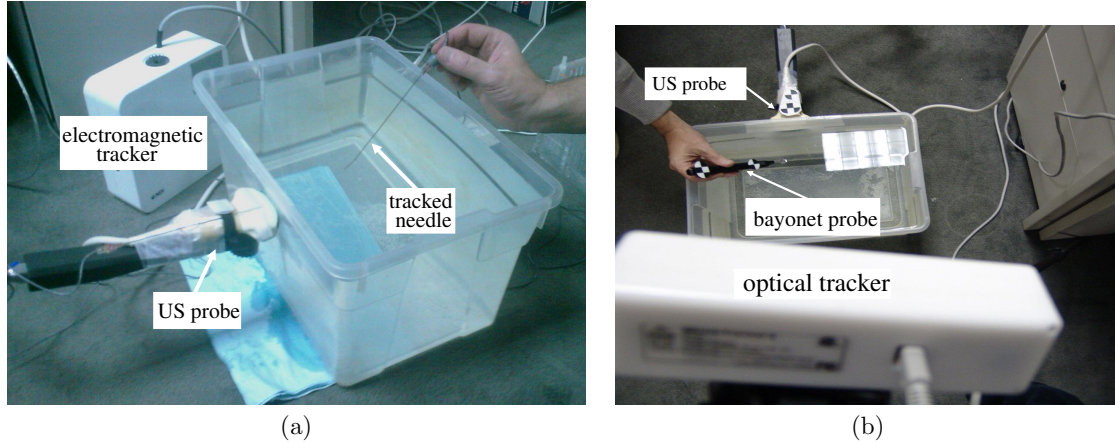 electromagnetic
tracker
tracked
needle
US probe
(a)
US probe
bayonet probe
optical tracker
(b)